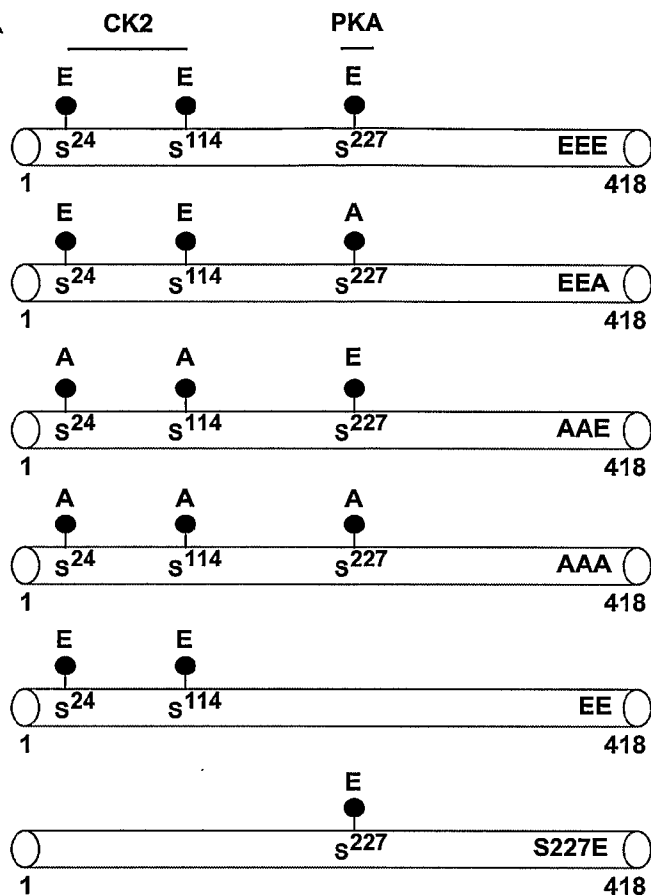 A
CK2 PKA
E E E
S24 S114 S227 EEE
1 418
E E A
S24 S114 S227 EEA
1 418
A A E
S24 S114 S227 AAE
1 418
A A A
S24 S114 S227 AAA
1 418
E E
S24 S114 EE
1 418
E
S227 S227E
1 418